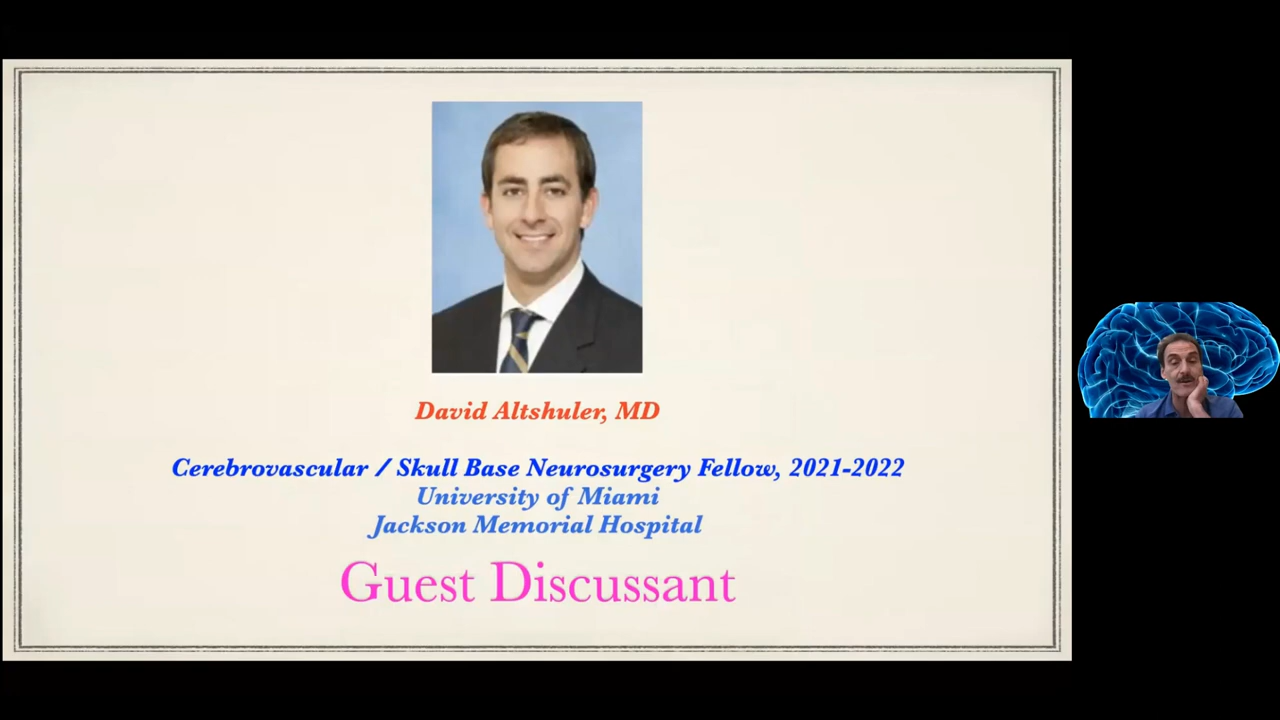 David Altshuler, MD
Cerebrovascular / Skull Base Neurosurgery Fellow, 2021-2022
University of Miami
Jackson Memorial Hospital
Guest Discussant